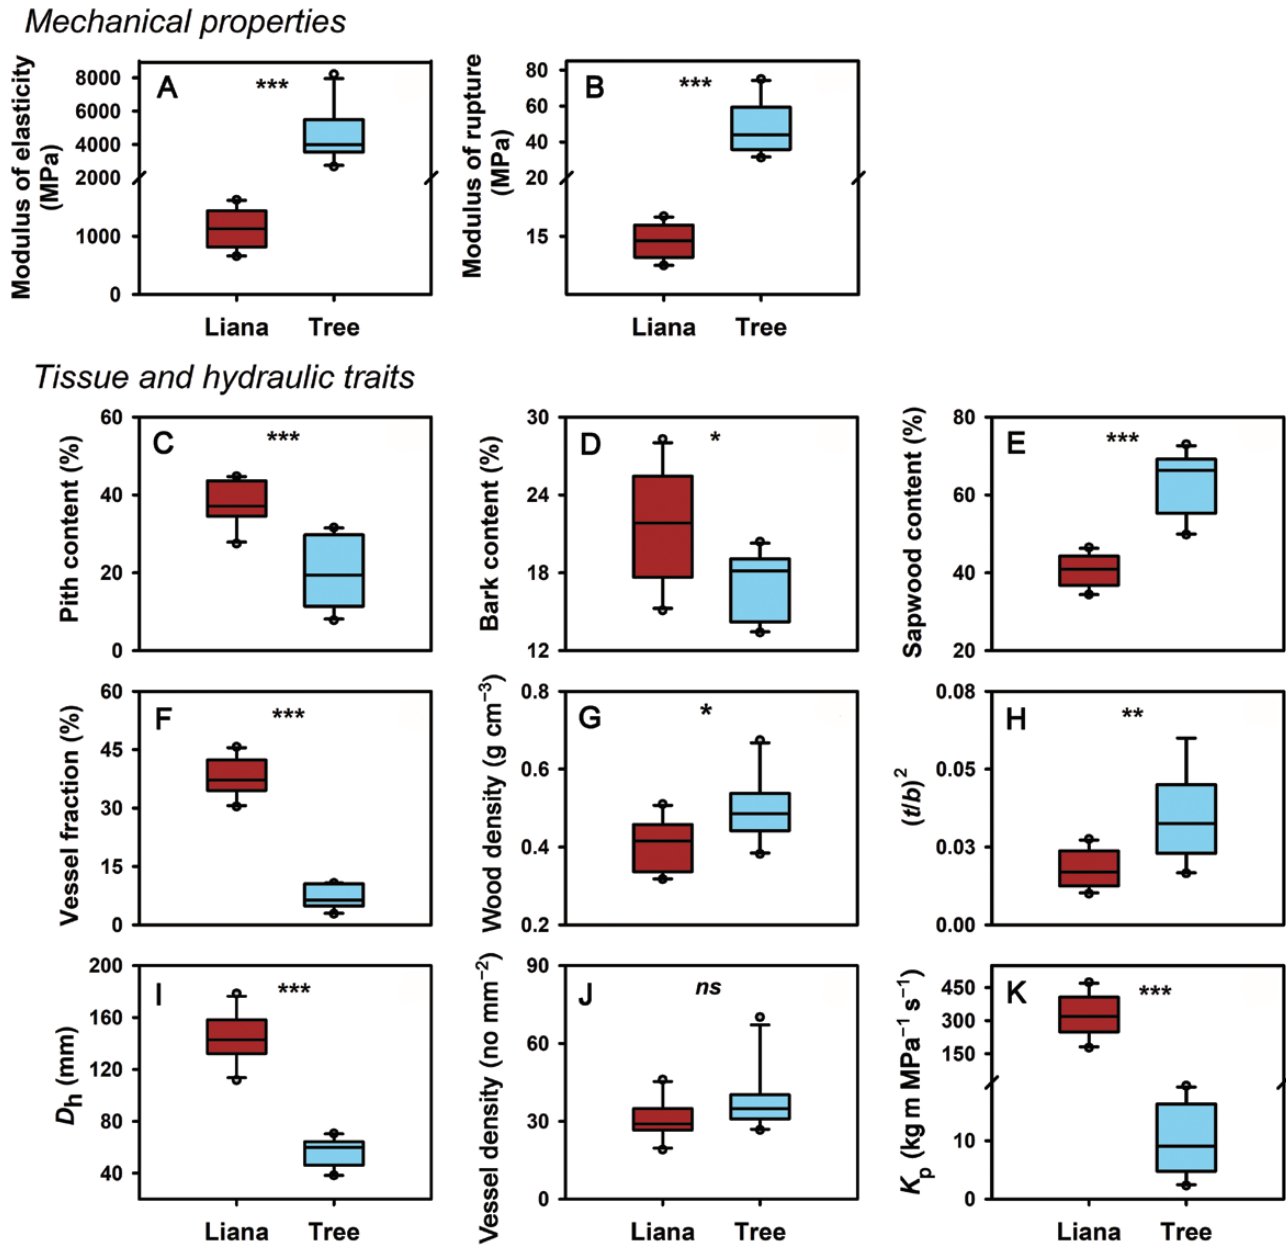 Mechanical properties
Modulus of elasticity
(MPa)
8000
6000
4000
2000
1000
0
A
***
Liana
Tree
Modulus of rupture
(MPa)
80
60
40
20
15
B
***
Liana
Tree
Tissue and hydraulic traits
Pith content (%)
60
40
20
0
C
***
Bark content (%)
30
24
18
12
D
*
Sapwood content (%)
80
60
40
20
E
***
Vessel fraction (%)
60
45
30
15
0
F
***
Wood density (g cm⁻³)
0.8
0.6
0.4
0.2
G
*
(t/b)²
0.08
0.05
0.03
0.00
H
**
Dh (mm)
200
160
120
80
40
I
***
Liana
Tree
Vessel density (no mm⁻²)
90
60
30
0
J
ns
Liana
Tree
Kp (kg m MPa⁻¹ s⁻¹)
450
300
150
10
0
K
***
Liana
Tree